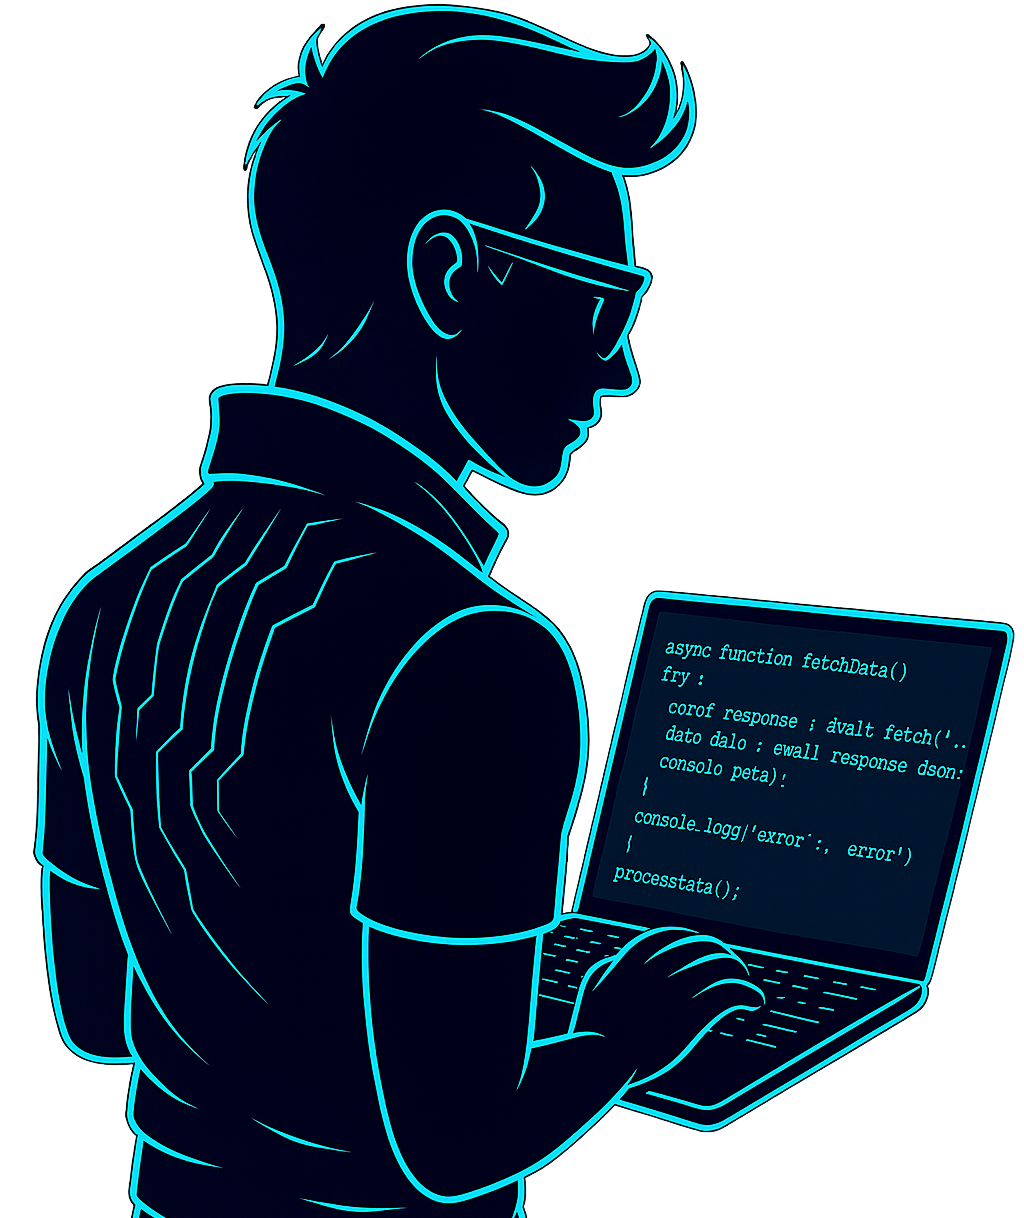 async function fetchData()
fry :
corof response ; dvalt fetch('..
dato dalo : ewall response dson:
consolo peta)!
}
console_logg|'exror´:, error')
{
processtata();